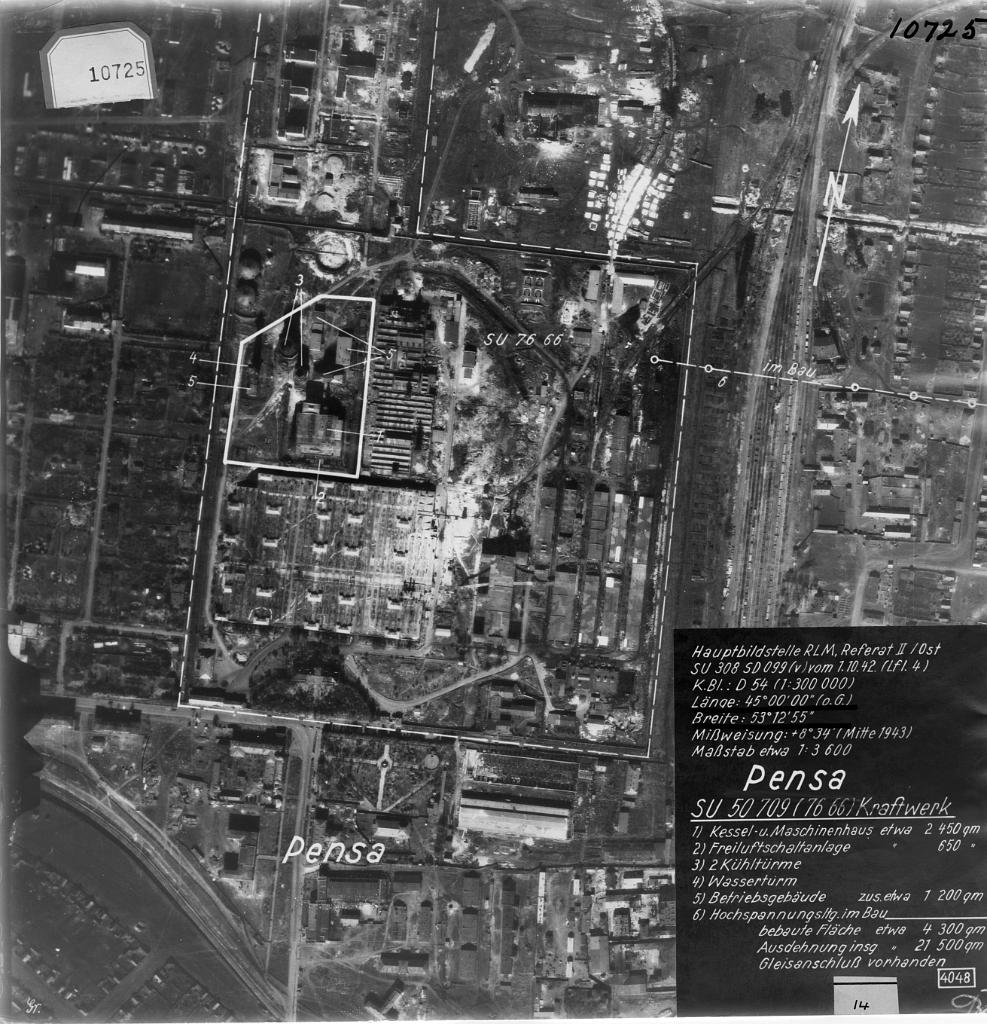 10725
10725
N
3
SU 76 66
4
5
5
im Bau
6
1
2
Hauptbildstelle RLM, Referat II /Ost
SU 308 SD 099 (v) vom 1.10.42. (Lfl. 4.)
K.Bl.: D 54 (1:300 000)
Länge: 45°00'00" (o.G.)
Breite: 53°12'55"
Mißweisung: +8°34' (Mitte 1943)
Maßstab etwa 1:3 600
Pensa
SU 50 709 (76 66) Kraftwerk
1) Kessel-u. Maschinenhaus etwa 2 450 qm
2) Freiluftschaltanlage " 650 "
3) 2 Kühltürme
4) Wasserturm
5) Betriebsgebäude zus. etwa 1 200 qm
6) Hochspannungsltg. im Bau
bebaute Fläche etwa 4 300 qm
Ausdehnung insg " 21 500 qm
Gleisanschluß vorhanden
4048
14
Pensa
Gr.